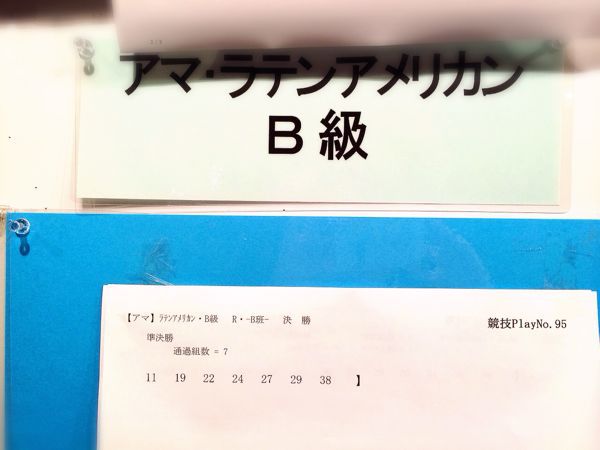 アマ・ラテンアメリカン
B級
【アマ】ﾗﾃﾝｱﾒﾘｶﾝ・B級 R・-B班- 決 勝
競技PlayNo.95
準決勝
通過組数 = 7
11 19 22 24 27 29 38 】